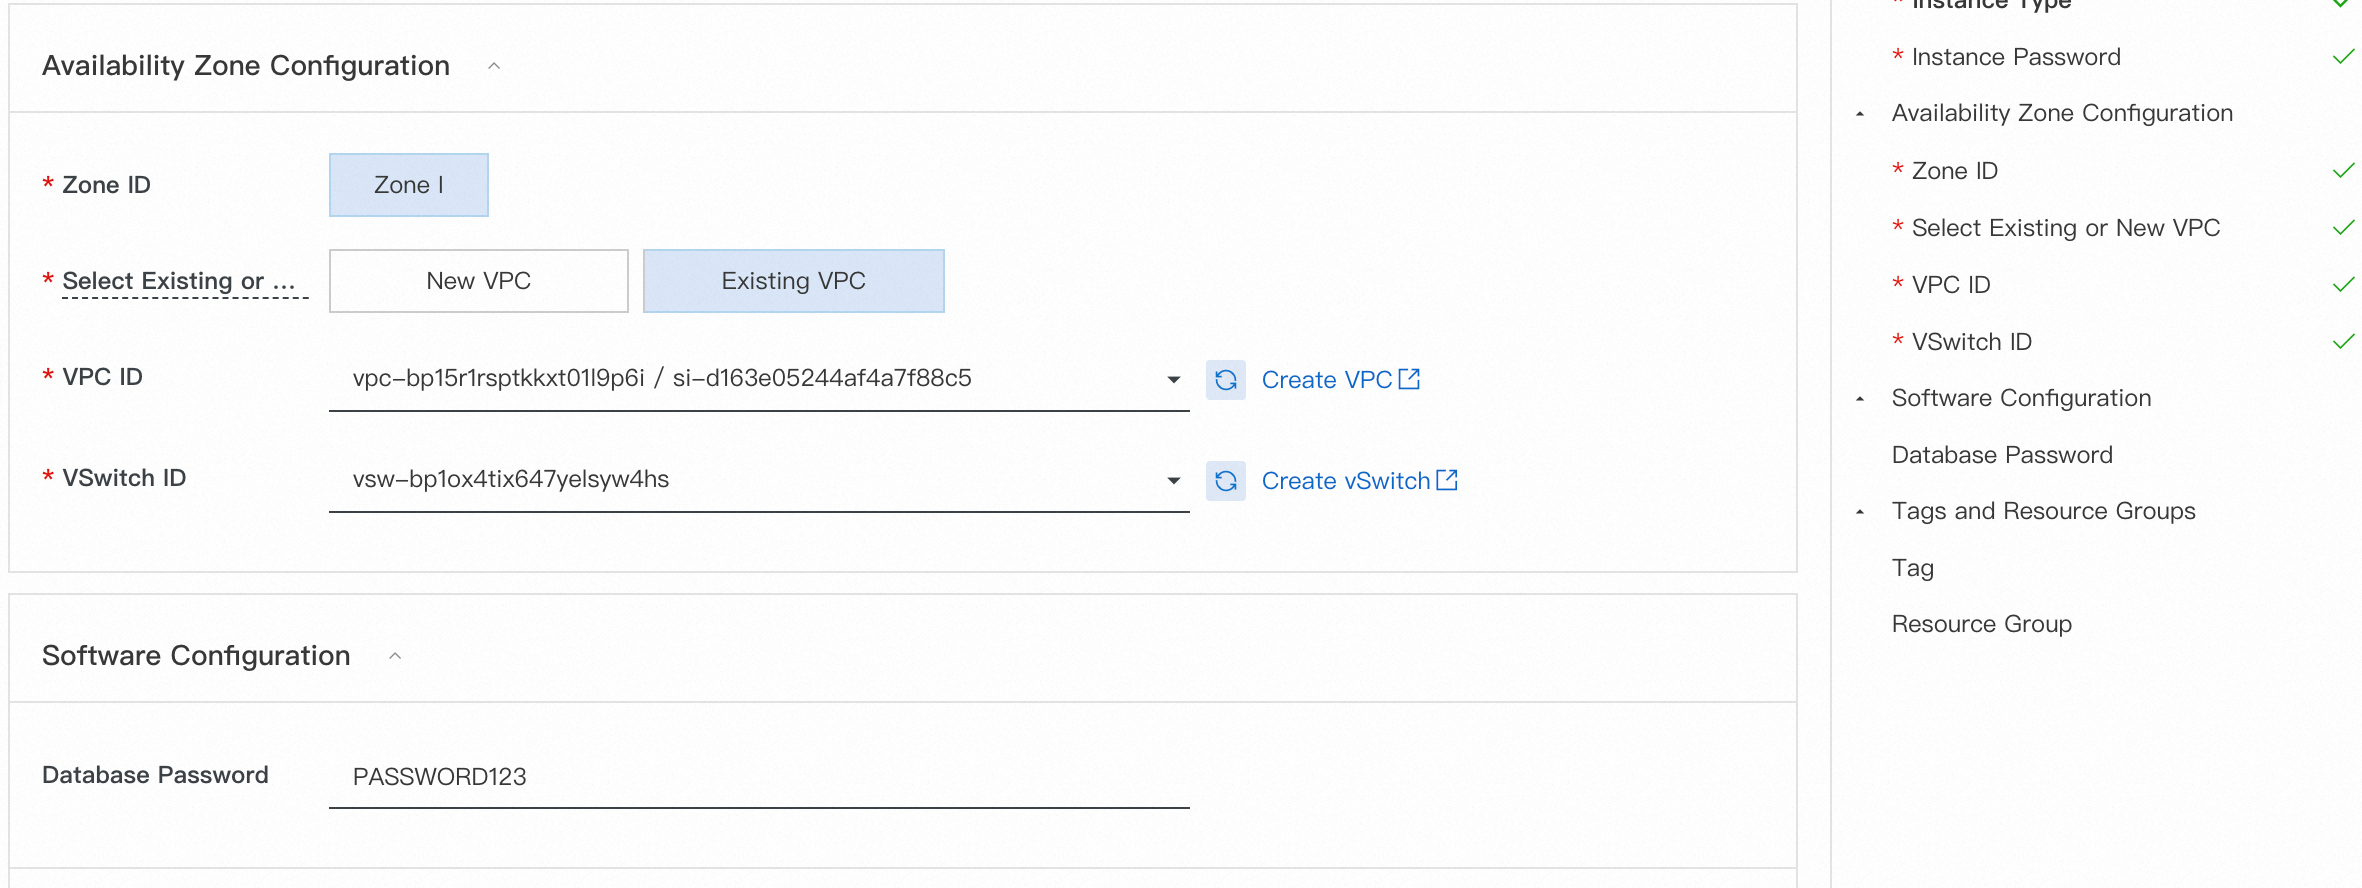 Availability Zone Configuration
* Zone ID
Zone I
* Select Existing or ...
New VPC
Existing VPC
* VPC ID
vpc-bp15r1rsptkkxt01l9p6i / si-d163e05244af4a7f88c5
Create VPC
* VSwitch ID
vsw-bp1ox4tix647yelsyw4hs
Create vSwitch
Software Configuration
Database Password
PASSWORD123
* Instance Type
* Instance Password
Availability Zone Configuration
* Zone ID
* Select Existing or New VPC
* VPC ID
* VSwitch ID
Software Configuration
Database Password
Tags and Resource Groups
Tag
Resource Group